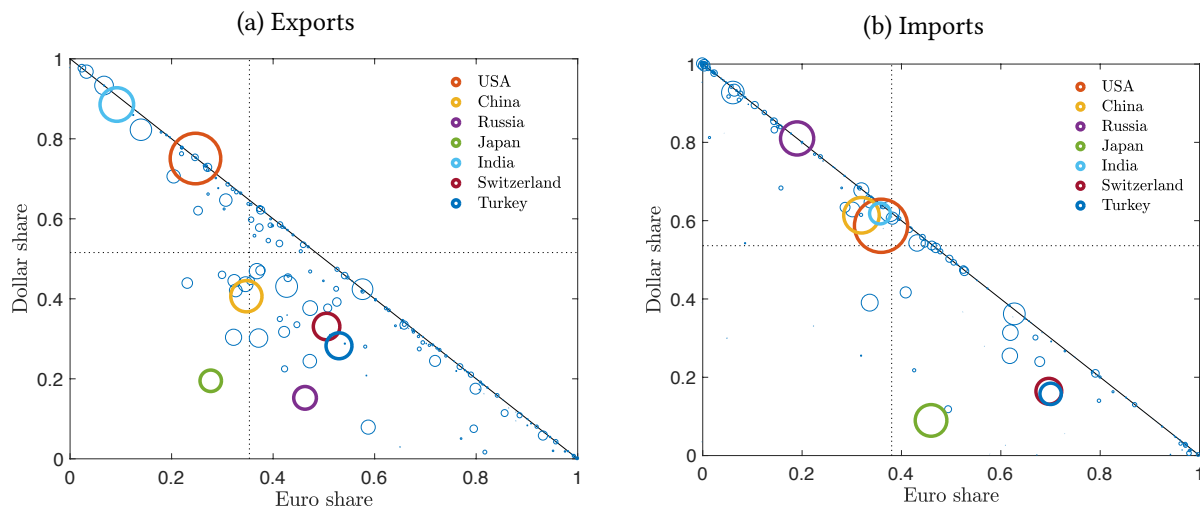 (a) Exports
1
0.8
0.6
0.4
0.2
0
0
0.2
0.4
0.6
0.8
1
Dollar share
Euro share
USA
China
Russia
Japan
India
Switzerland
Turkey
(b) Imports
1
0.8
0.6
0.4
0.2
0
0
0.2
0.4
0.6
0.8
1
Dollar share
Euro share
USA
China
Russia
Japan
India
Switzerland
Turkey